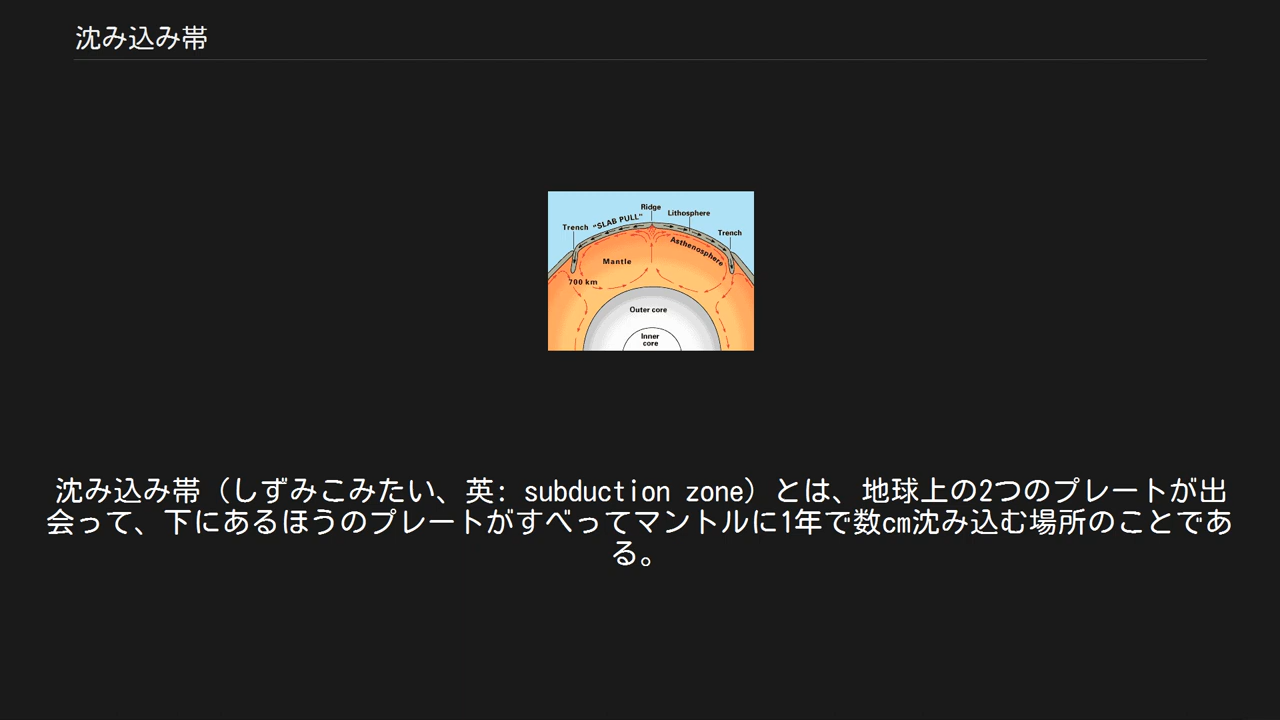 沈み込み帯
Ridge
"SLAB PULL"
Lithosphere
Trench
Trench
Asthenosphere
Mantle
700 km
Outer core
Inner
core
沈み込み帯（しずみこみたい、英: subduction zone）とは、地球上の2つのプレートが出
会って、下にあるほうのプレートがすべってマントルに1年で数cm沈み込む場所のことであ
る。